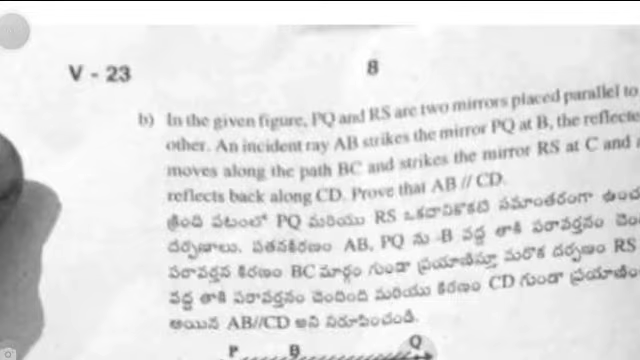 V - 23
8
b) In the given figure, PQ and RS are two mirrors placed parallel to
other. An incident ray AB strikes the mirror PQ at B, the reflecte
moves along the path BC and strikes the mirror RS at C and a
reflects back along CD. Prove that AB // CD.
క్రింది పటంలో PQ మరియు RS ఒకదానికొకటి సమాంతరంగా ఉంచ
దర్పణాలు. పతనకిరణం AB, PQ ను B వద్ద తాకి పరావర్తనం చెం
పరావర్తన కిరణం BC మార్గం గుండా ప్రయాణిస్తూ మరొక దర్పణం RS
వద్ద తాకి పరావర్తనం చెందింది మరియు కిరణం CD గుండా ప్రయాణిం
అయిన AB//CD అని నిరూపించండి.
P B Q